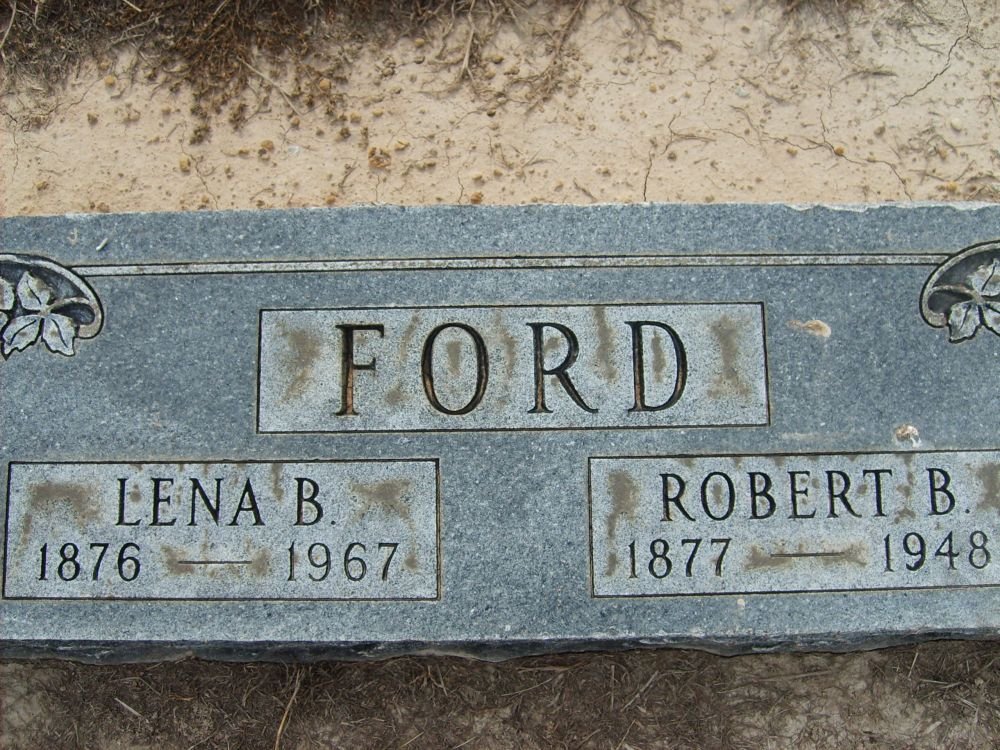 FORD
LENA B.
1876 — 1967
ROBERT B.
1877 — 1948